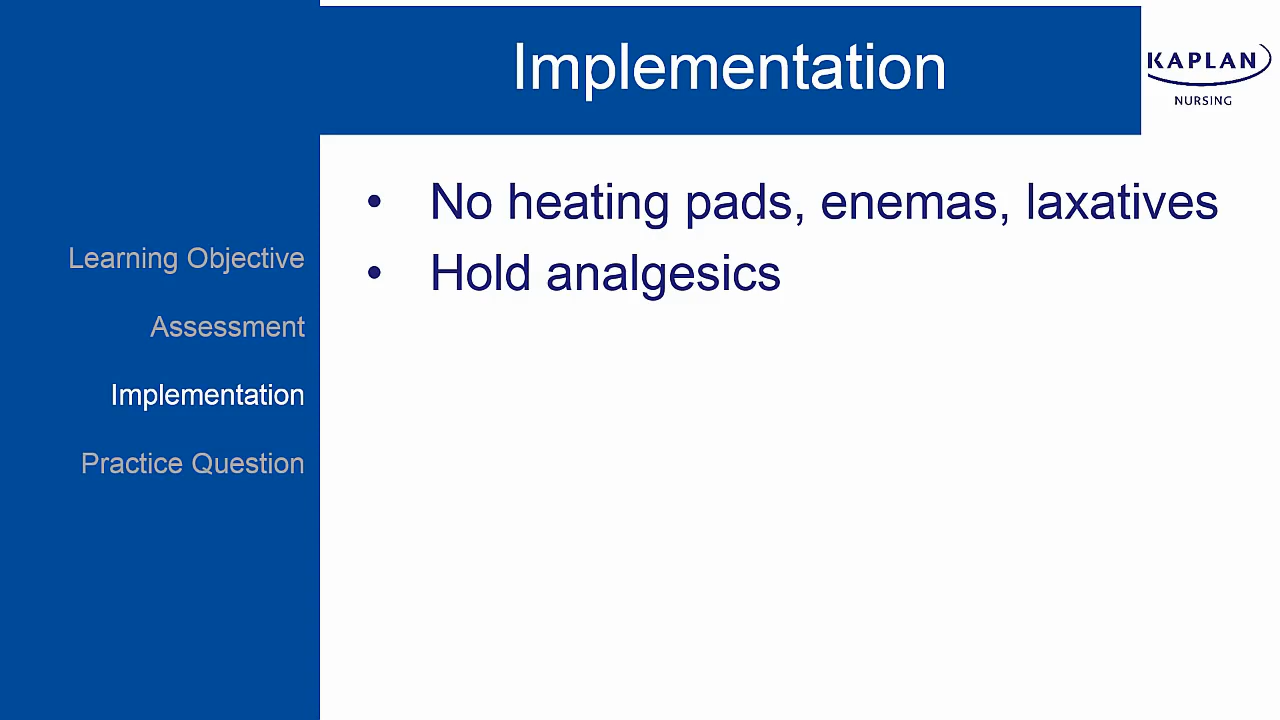 Implementation
KAPLAN
NURSING
• No heating pads, enemas, laxatives
• Hold analgesics
Learning Objective
Assessment
Implementation
Practice Question